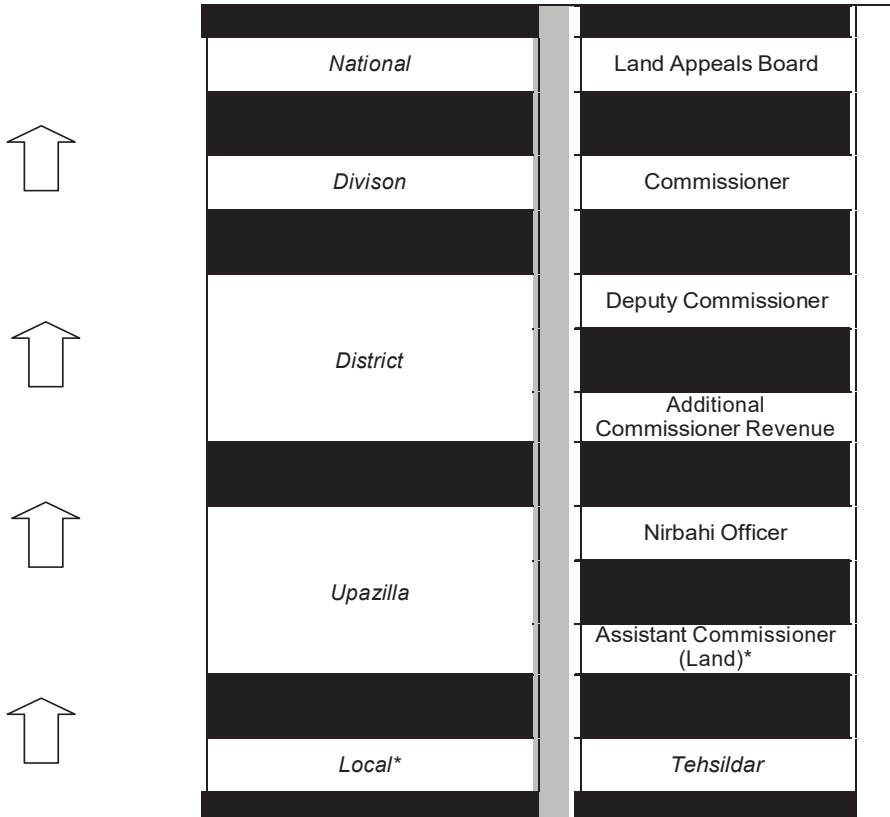 National
Land Appeals Board
Divison
Commissioner
Deputy Commissioner
District
Additional
Commissioner Revenue
Nirbahi Officer
Upazilla
Assistant Commissioner
(Land)*
Local*
Tehsildar